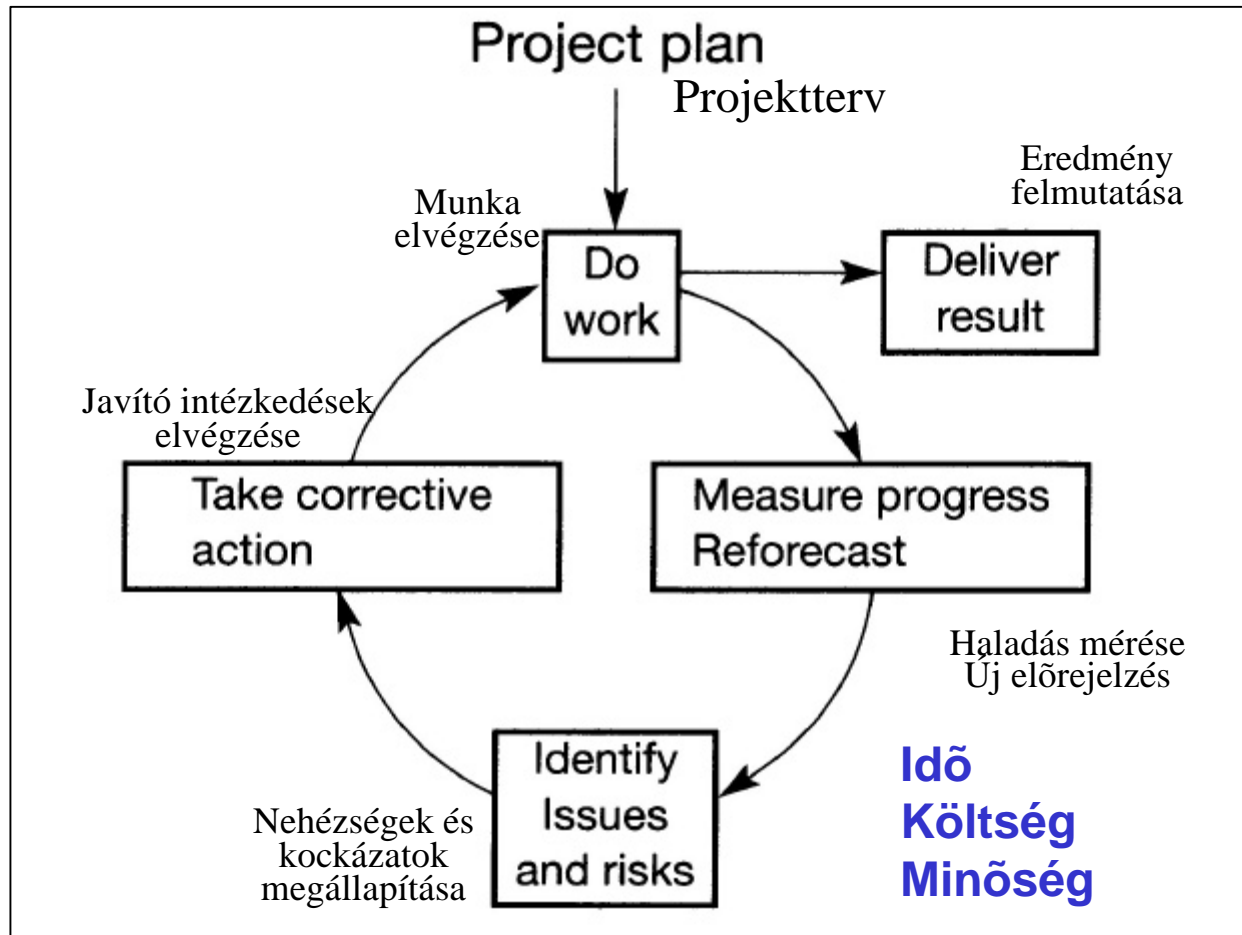 Project plan
Projektterv
Eredmény
felmutatása
Munka
elvégzése
Do
work
Deliver
result
Javító intézkedések
elvégzése
Take corrective
action
Measure progress
Reforecast
Haladás mérése
Új elõrejelzés
Identify
Issues
and risks
Nehézségek és
kockázatok
megállapítása
Idõ
Költség
Minõség